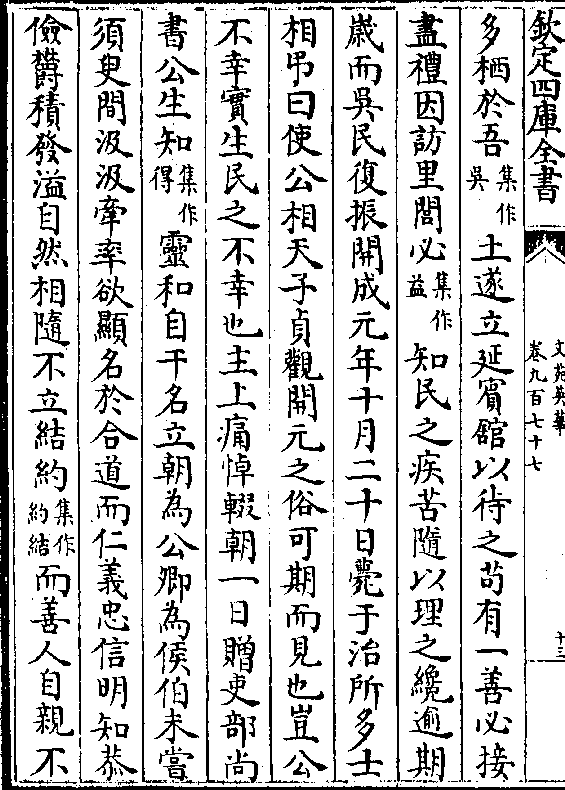 欽定四庫全書
文苑英華
卷九百七十七
十三
多栖於吾集作吳土遂立延賓舘以待之苟有一善必接
盡禮因訪里閭必集作益知民之疾苦隨以理之纔逾期
歲而吳民復振開成元年十月二十日薨于治所多士
相弔曰使公相天子貞觀開元之俗可期而見也豈公
不幸實生民之不幸也主上痛悼輟朝一日贈吏部尚
書公生知集作得靈和自干名立朝為公卿為侯伯未嘗
須臾間汲汲牽率欲顯名於合道而仁義忠信明知恭
儉欝積發溢自然相隨不立結約集作約結而善人自親不